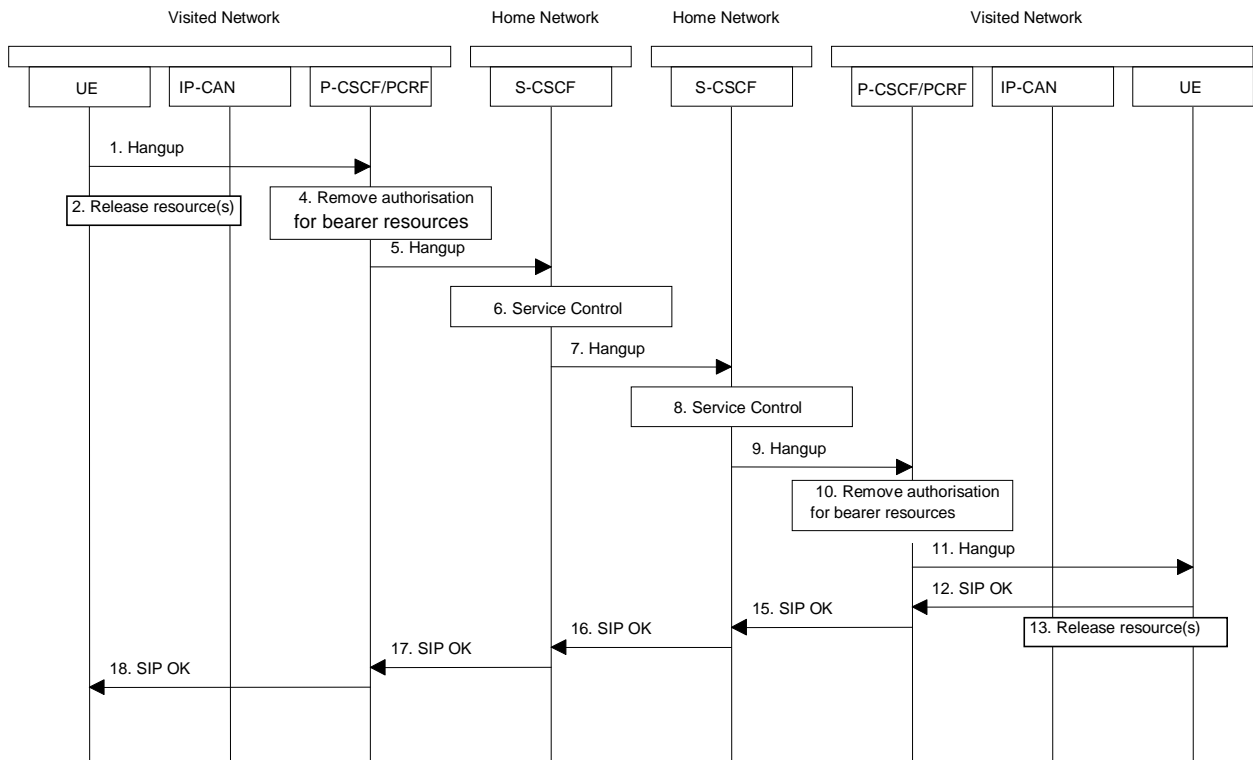 Visited Network
Home Network
Home Network
Visited Network
UE
IP-CAN
P-CSCF/PCRF
S-CSCF
S-CSCF
P-CSCF/PCRF
IP-CAN
UE
1. Hangup
2. Release resource(s)
4. Remove authorisation
for bearer resources
5. Hangup
6. Service Control
7. Hangup
8. Service Control
9. Hangup
10. Remove authorisation
for bearer resources
11. Hangup
12. SIP OK
13. Release resource(s)
15. SIP OK
16. SIP OK
17. SIP OK
18. SIP OK